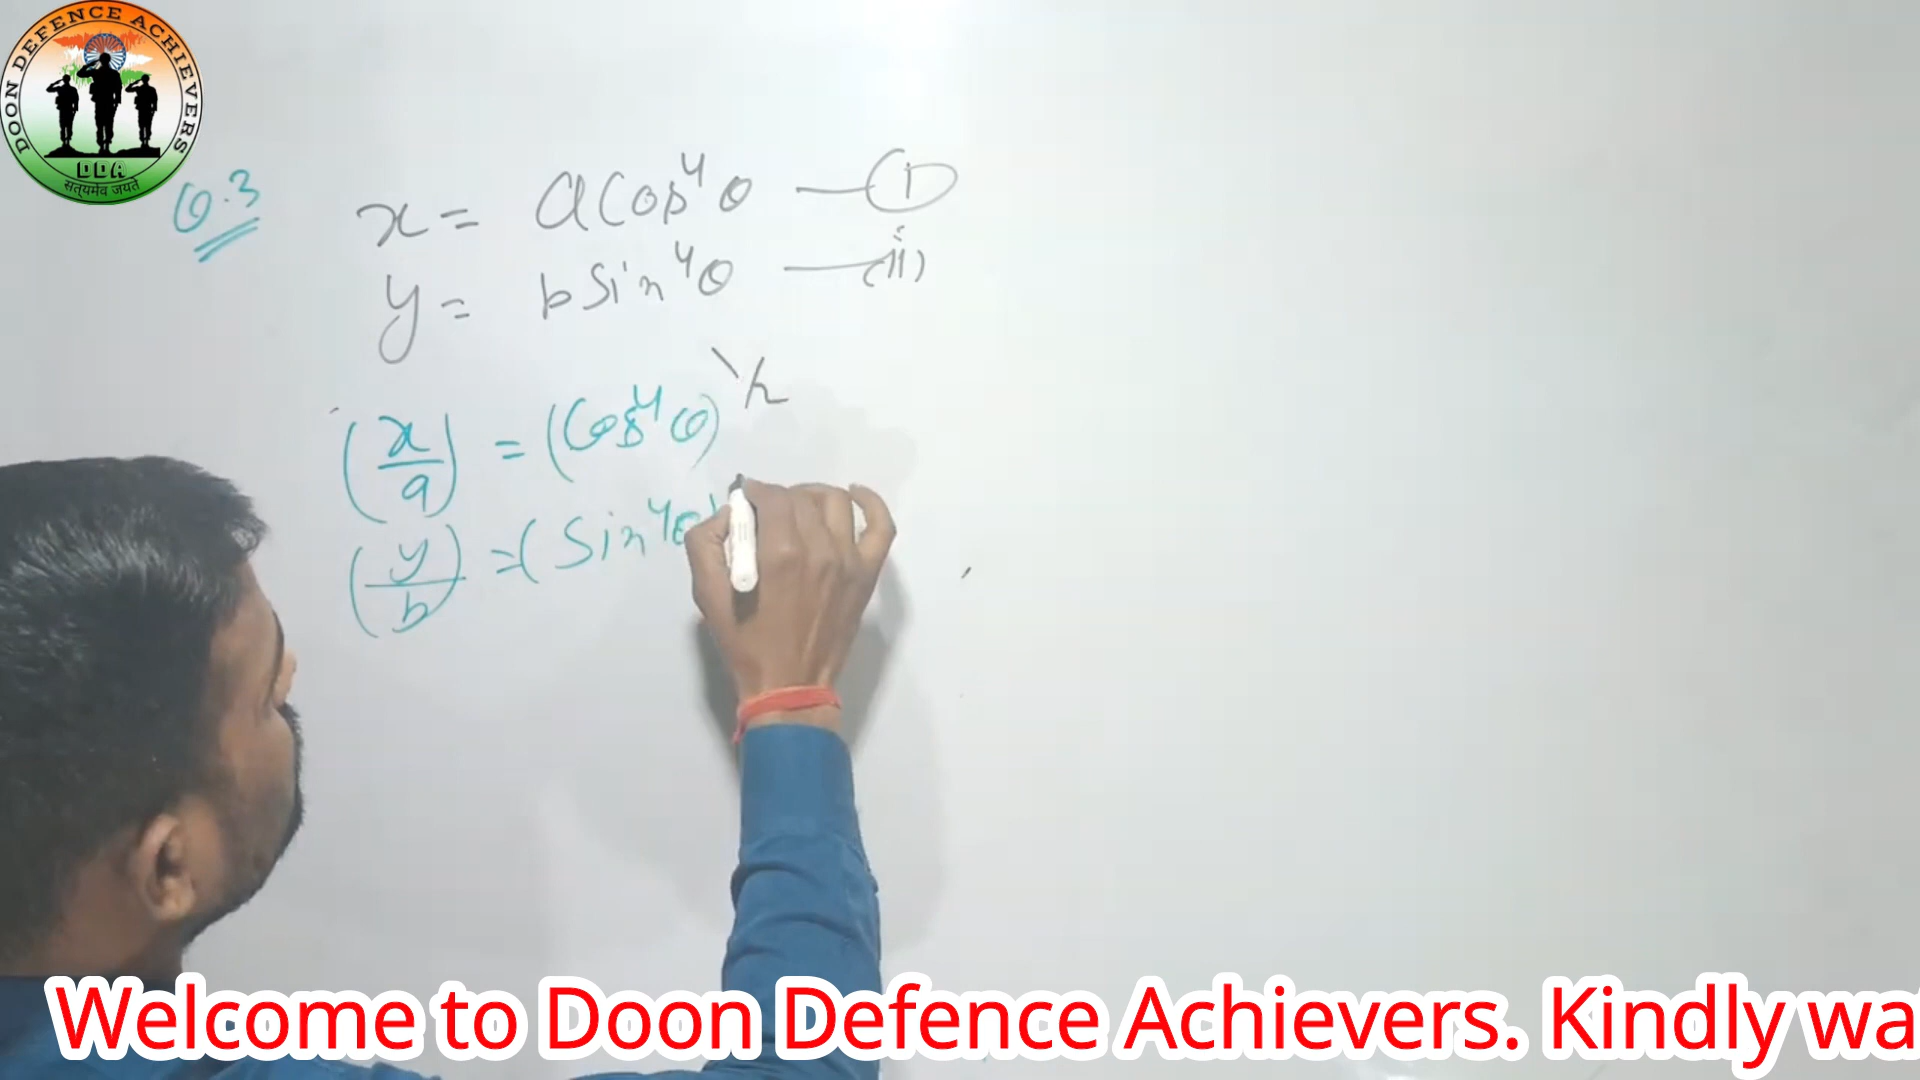 DOON DEFENCE ACHIEVERS
DDA
सत्यमेव जयते
Q.3
x = a Cos⁴θ — (1)
y = b Sin⁴θ — (ii)
(x/a) = (Cos⁴θ)^1/2
(y/b) = (Sin⁴θ)
Welcome to Doon Defence Achievers. Kindly wa